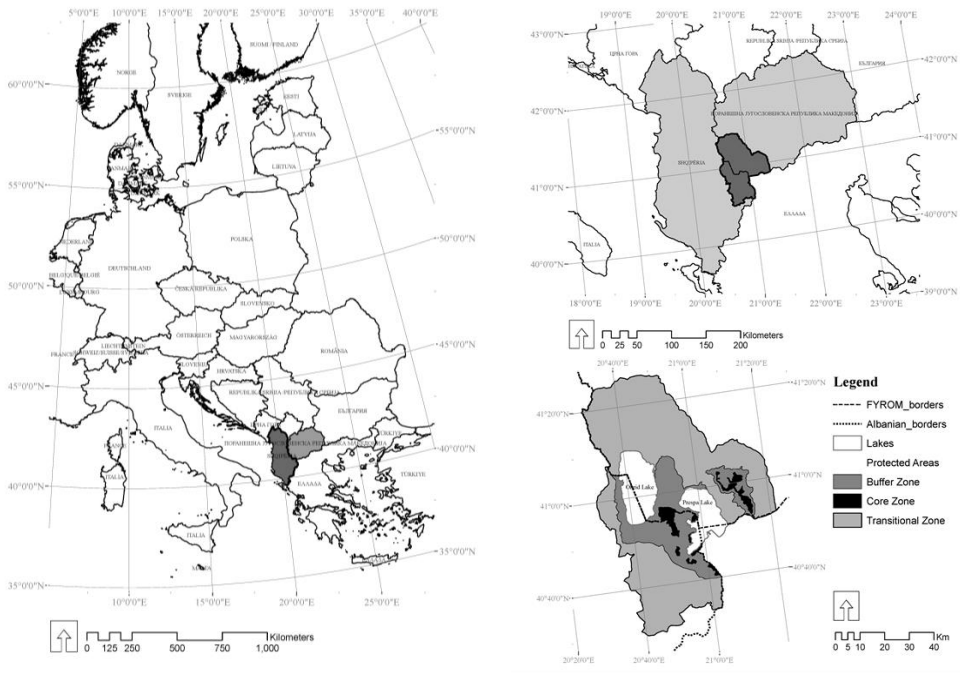 5°0'0"E 10°0'0"E 15°0'0"E 20°0'0"E 25°0'0"E 30°0'0"E 35°0'0"E 40°0'0"E
SUOMI /FINLAND
NORGE
SVERIGE
EESTI
LATVIJA
LIETUVA
60°0'0"N
55°0'0"N
50°0'0"N
45°0'0"N
40°0'0"N
35°0'0"N
55°0'0"N
50°0'0"N
45°0'0"N
40°0'0"N
35°0'0"N
POLSKA
NEDERLAND
DEUTSCHLAND
ČESKÁ REPUBLIKA
SLOVENSKO
ÖSTERREICH
MAGYARORSZÁG
ROMÂNIA
HRVATSKA
БЪЛГАРИЯ
ITALIA
ITALIA
ITALIA
ΕΛΛΑΔΑ
TÜRKIYE
TÜRKIYE
MALTA
10°0'0"E 15°0'0"E 20°0'0"E 25°0'0"E
Kilometers
0 125 250 500 750 1,000
19°0'0"E 20°0'0"E 21°0'0"E 22°0'0"E 23°0'0"E 24°0'0"E
43°0'0"N
42°0'0"N
41°0'0"N
40°0'0"N
42°0'0"N
41°0'0"N
40°0'0"N
39°0'0"N
ЦРНА ГОРА
БЪЛГАРИЯ
SHQIPËRIA
ΕΛΛΑΔΑ
ITALIA
18°0'0"E 19°0'0"E 20°0'0"E 21°0'0"E 22°0'0"E 23°0'0"E
Kilometers
0 25 50 100 150 200
20°40'0"E 21°0'0"E 21°20'0"E
41°20'0"N
41°20'0"N
41°0'0"N
41°0'0"N
40°40'0"N
40°40'0"N
Ohrid Lake
Prespa Lake
20°20'0"E 20°40'0"E 21°0'0"E
Legend
FYROM_borders
Albanian_borders
Lakes
Protected Areas
Buffer Zone
Core Zone
Transitional Zone
Km
0 5 10 20 30 40